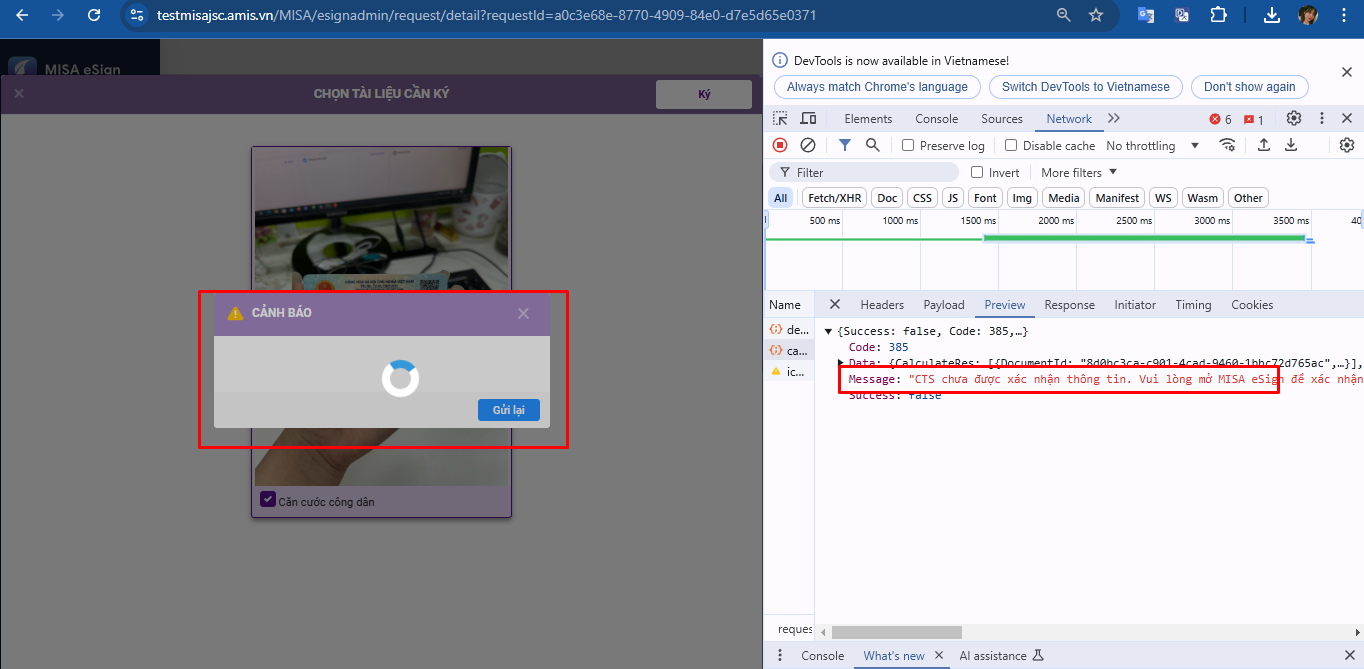 testmisajsc.amis.vn/MISA/esignadmin/request/detail?requestId=a0c3e68e-8770-4909-84e0-d7e5d65e0371
MISA eSign
CHỌN TÀI LIỆU CẦN KÝ
Ký
CẢNH BÁO
Gửi lại
Căn cước công dân
DevTools is now available in Vietnamese!
Always match Chrome's language
Switch DevTools to Vietnamese
Don't show again
Elements
Console
Sources
Network
6
1
Preserve log
Disable cache
No throttling
Filter
Invert
More filters
All
Fetch/XHR
Doc
CSS
JS
Font
Img
Media
Manifest
WS
Wasm
Other
500 ms
1000 ms
1500 ms
2000 ms
2500 ms
3000 ms
3500 ms
40
Name
Headers
Payload
Preview
Response
Initiator
Timing
Cookies
de...
ca...
ic...
{Success: false, Code: 385,…}
Code: 385
Data: {CalculateRes: [{DocumentId: "8d0bc3ca-c901-4cad-9460-1bbc72d765ac",…}],
Message: "CTS chưa được xác nhận thông tin. Vui lòng mở MISA eSign để xác nhận
Success: false
reques
Console
What's new
AI assistance